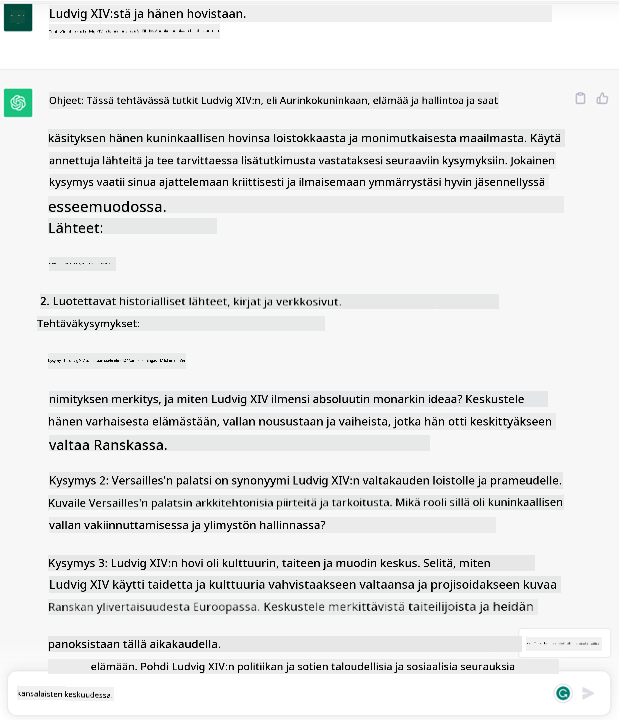 Ludvig XIV:stä ja hänen hovistaan.
Ohjeet: Tässä tehtävässä tutkit Ludvig XIV:n, eli Aurinkokuninkaan, elämää ja hallintoa ja saat
käsityksen hänen kuninkaallisen hovinsa loistokkaasta ja monimutkaisesta maailmasta. Käytä
annettuja lähteitä ja tee tarvittaessa lisätutkimusta vastataksesi seuraaviin kysymyksiin. Jokainen
kysymys vaatii sinua ajattelemaan kriittisesti ja ilmaisemaan ymmärrystäsi hyvin jäsennellyssä
esseemuodossa.
Lähteet:
2. Luotettavat historialliset lähteet, kirjat ja verkkosivut.
Tehtäväkysymykset:
nimityksen merkitys, ja miten Ludvig XIV ilmensi absoluutin monarkin ideaa? Keskustele
hänen varhaisesta elämästään, vallan nousustaan ja vaiheista, jotka hän otti keskittyäkseen
valtaa Ranskassa.
Kysymys 2: Versailles'n palatsi on synonyymi Ludvig XIV:n valtakauden loistolle ja prameudelle.
Kuvaile Versailles'n palatsin arkkitehtonisia piirteitä ja tarkoitusta. Mikä rooli sillä oli kuninkaallisen
vallan vakiinnuttamisessa ja ylimystön hallinnassa?
Kysymys 3: Ludvig XIV:n hovi oli kulttuurin, taiteen ja muodin keskus. Selitä, miten
Ludvig XIV käytti taidetta ja kulttuuria vahvistaakseen valtaansa ja projisoidakseen kuvaa
Ranskan ylivertaisuudesta Euroopassa. Keskustele merkittävistä taiteilijoista ja heidän
panoksistaan tällä aikakaudella.
elämään. Pohdi Ludvig XIV:n politiikan ja sotien taloudellisia ja sosiaalisia seurauksia
kansalaisten keskuudessa.